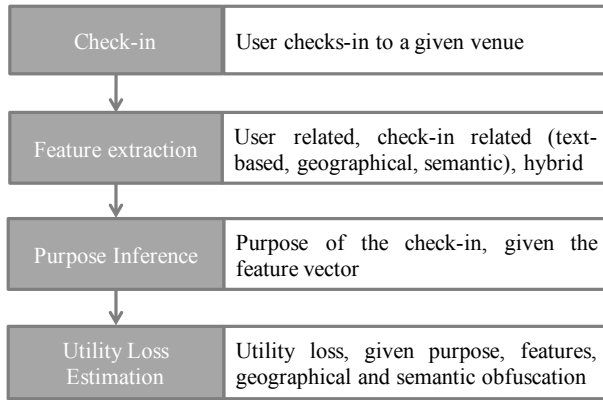 Check-in
User checks-in to a given venue
Feature extraction
User related, check-in related (text-
based, geographical, semantic), hybrid
Purpose Inference
Purpose of the check-in, given the
feature vector
Utility Loss
Estimation
Utility loss, given purpose, features,
geographical and semantic obfuscation